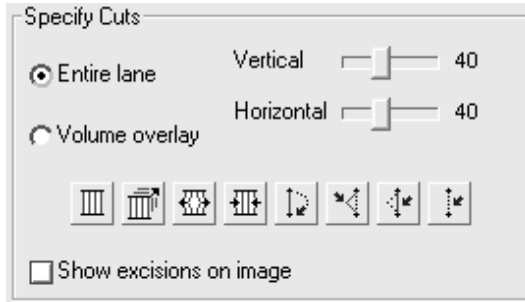 Specify Cuts
Entire lane
Vertical 40
Horizontal 40
Volume overlay
Show excisions on image